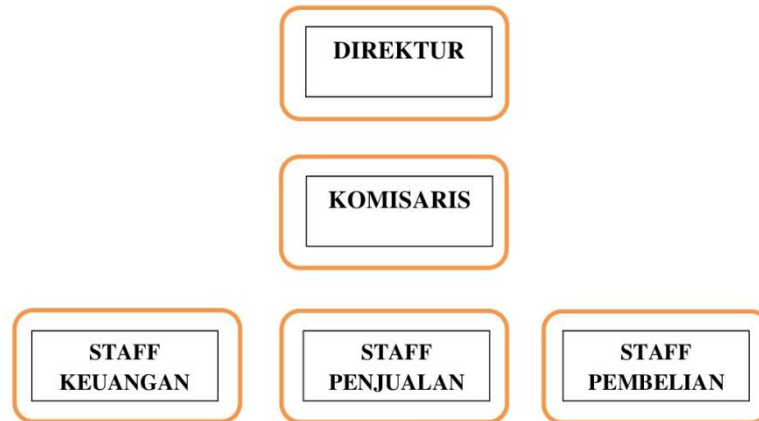 DIREKTUR
KOMISARIS
STAFF
KEUANGAN
STAFF
PENJUALAN
STAFF
PEMBELIAN